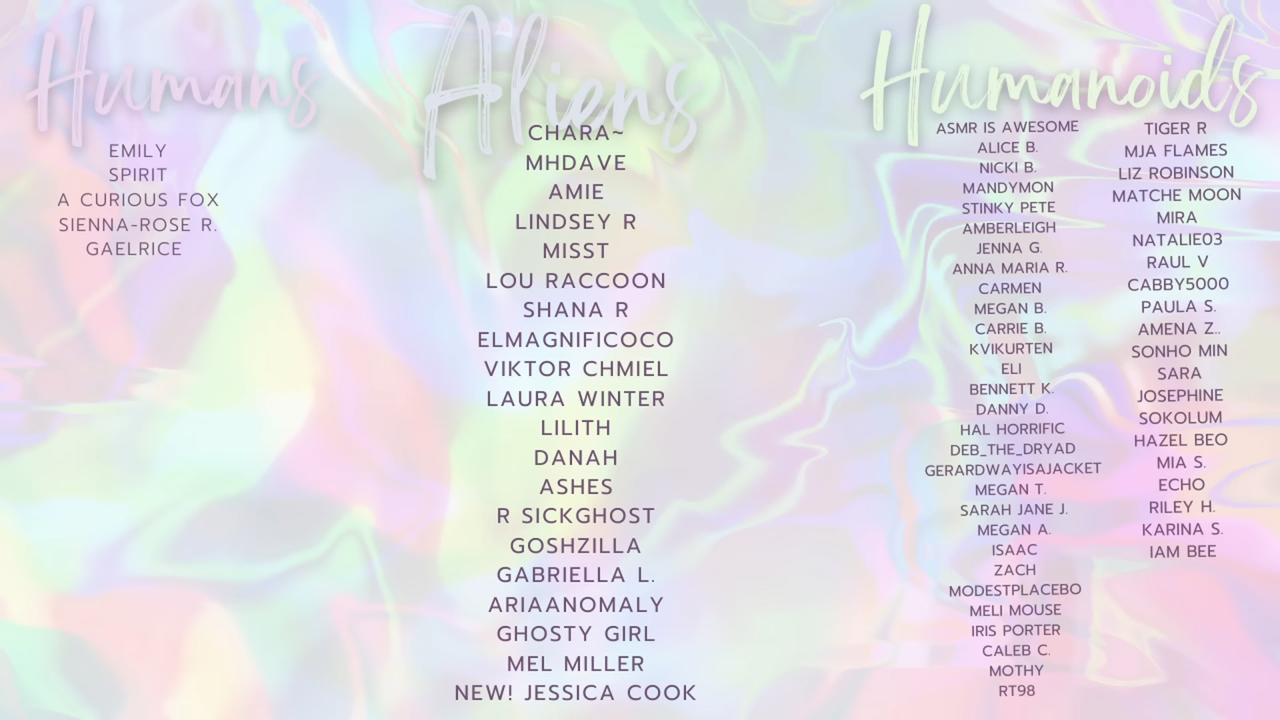 Humans
EMILY
SPIRIT
A CURIOUS FOX
SIENNA-ROSE R.
GAELRICE
Aliens
CHARA~
MHDAVE
AMIE
LINDSEY R
MISST
LOU RACCOON
SHANA R
ELMAGNIFICOCO
VIKTOR CHMIEL
LAURA WINTER
LILITH
DANAH
ASHES
R SICKGHOST
GOSHZILLA
GABRIELLA L.
ARIAANOMALY
GHOSTY GIRL
MEL MILLER
NEW! JESSICA COOK
Humanoids
ASMR IS AWESOME
ALICE B.
NICKI B.
MANDYMON
STINKY PETE
AMBERLEIGH
JENNA G.
ANNA MARIA R.
CARMEN
MEGAN B.
CARRIE B.
KVIKURTEN
ELI
BENNETT K.
DANNY D.
HAL HORRIFIC
DEB_THE_DRYAD
GERARDWAYISAJACKET
MEGAN T.
SARAH JANE J.
MEGAN A.
ISAAC
ZACH
MODESTPLACEBO
MELI MOUSE
IRIS PORTER
CALEB C.
MOTHY
RT98
TIGER R
MJA FLAMES
LIZ ROBINSON
MATCHE MOON
MIRA
NATALIE03
RAUL V
CABBY5000
PAULA S.
AMENA Z..
SONHO MIN
SARA
JOSEPHINE
SOKOLUM
HAZEL BEO
MIA S.
ECHO
RILEY H.
KARINA S.
IAM BEE